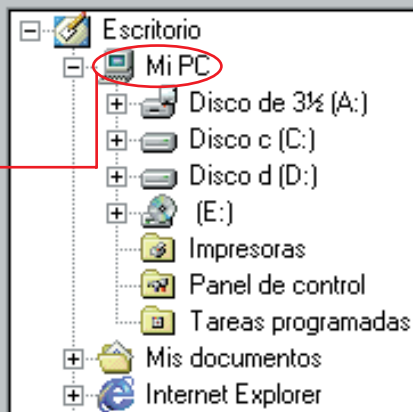 Escritorio
Mi PC
Disco de 3½ (A:)
Disco c (C:)
Disco d (D:)
(E:)
Impresoras
Panel de control
Tareas programadas
Mis documentos
Internet Explorer